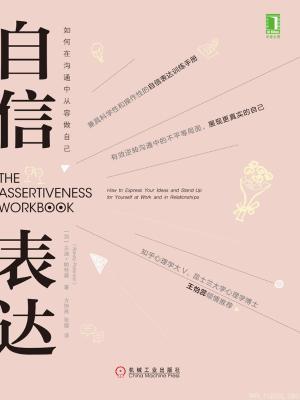 自信
表达
如何在沟通中从容做自己
THE
ASSERTIVENESS
WORKBOOK
How to Express Your Ideas and Stand Up
for Yourself at Work and in Relationships
兼具科学性和操作性的自信表达训练手册
有效逆转沟通中的不平等局面，展现更真实的自己
知乎心理学大V、昆士兰大学心理学博士
王怡蕊倾情推荐
机械工业出版社
China Machine Press